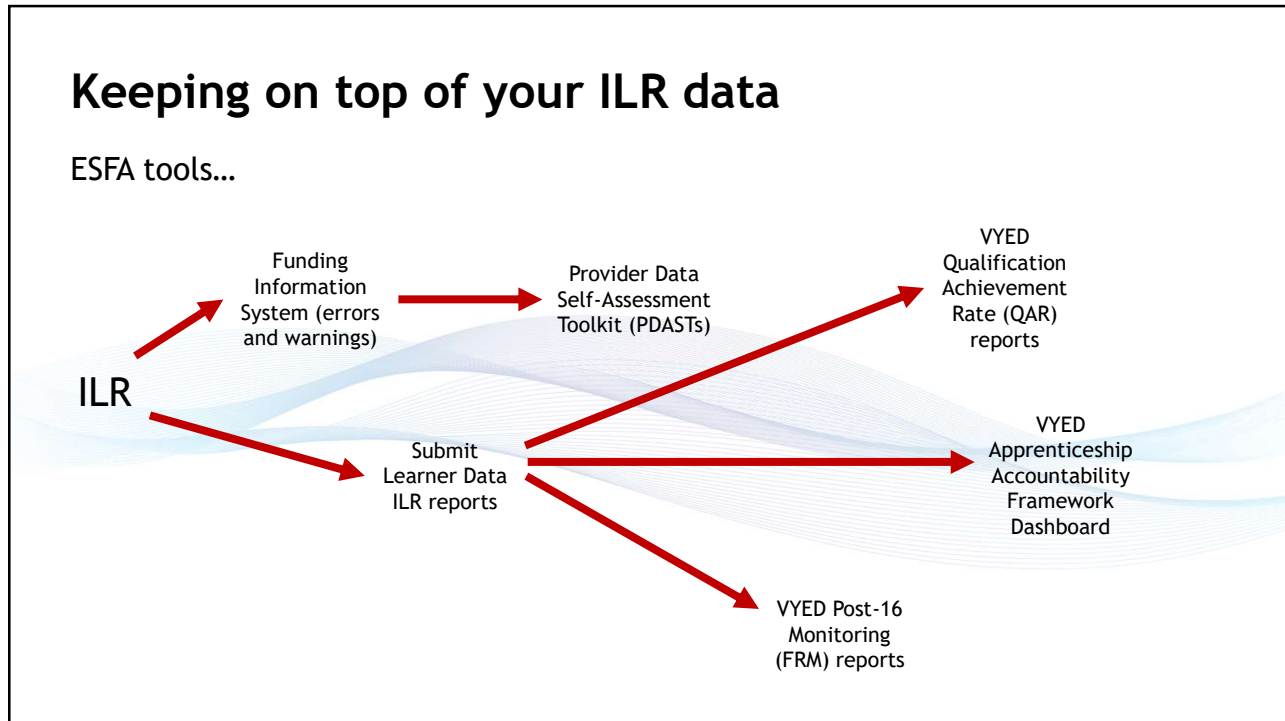 Keeping on top of your ILR data
ESFA tools…
Funding
Information
System (errors
and warnings)
Provider Data
Self-Assessment
Toolkit (PDASTs)
VYED
Qualification
Achievement
Rate (QAR)
reports
ILR
Submit
Learner Data
ILR reports
VYED
Apprenticeship
Accountability
Framework
Dashboard
VYED Post-16
Monitoring
(FRM) reports